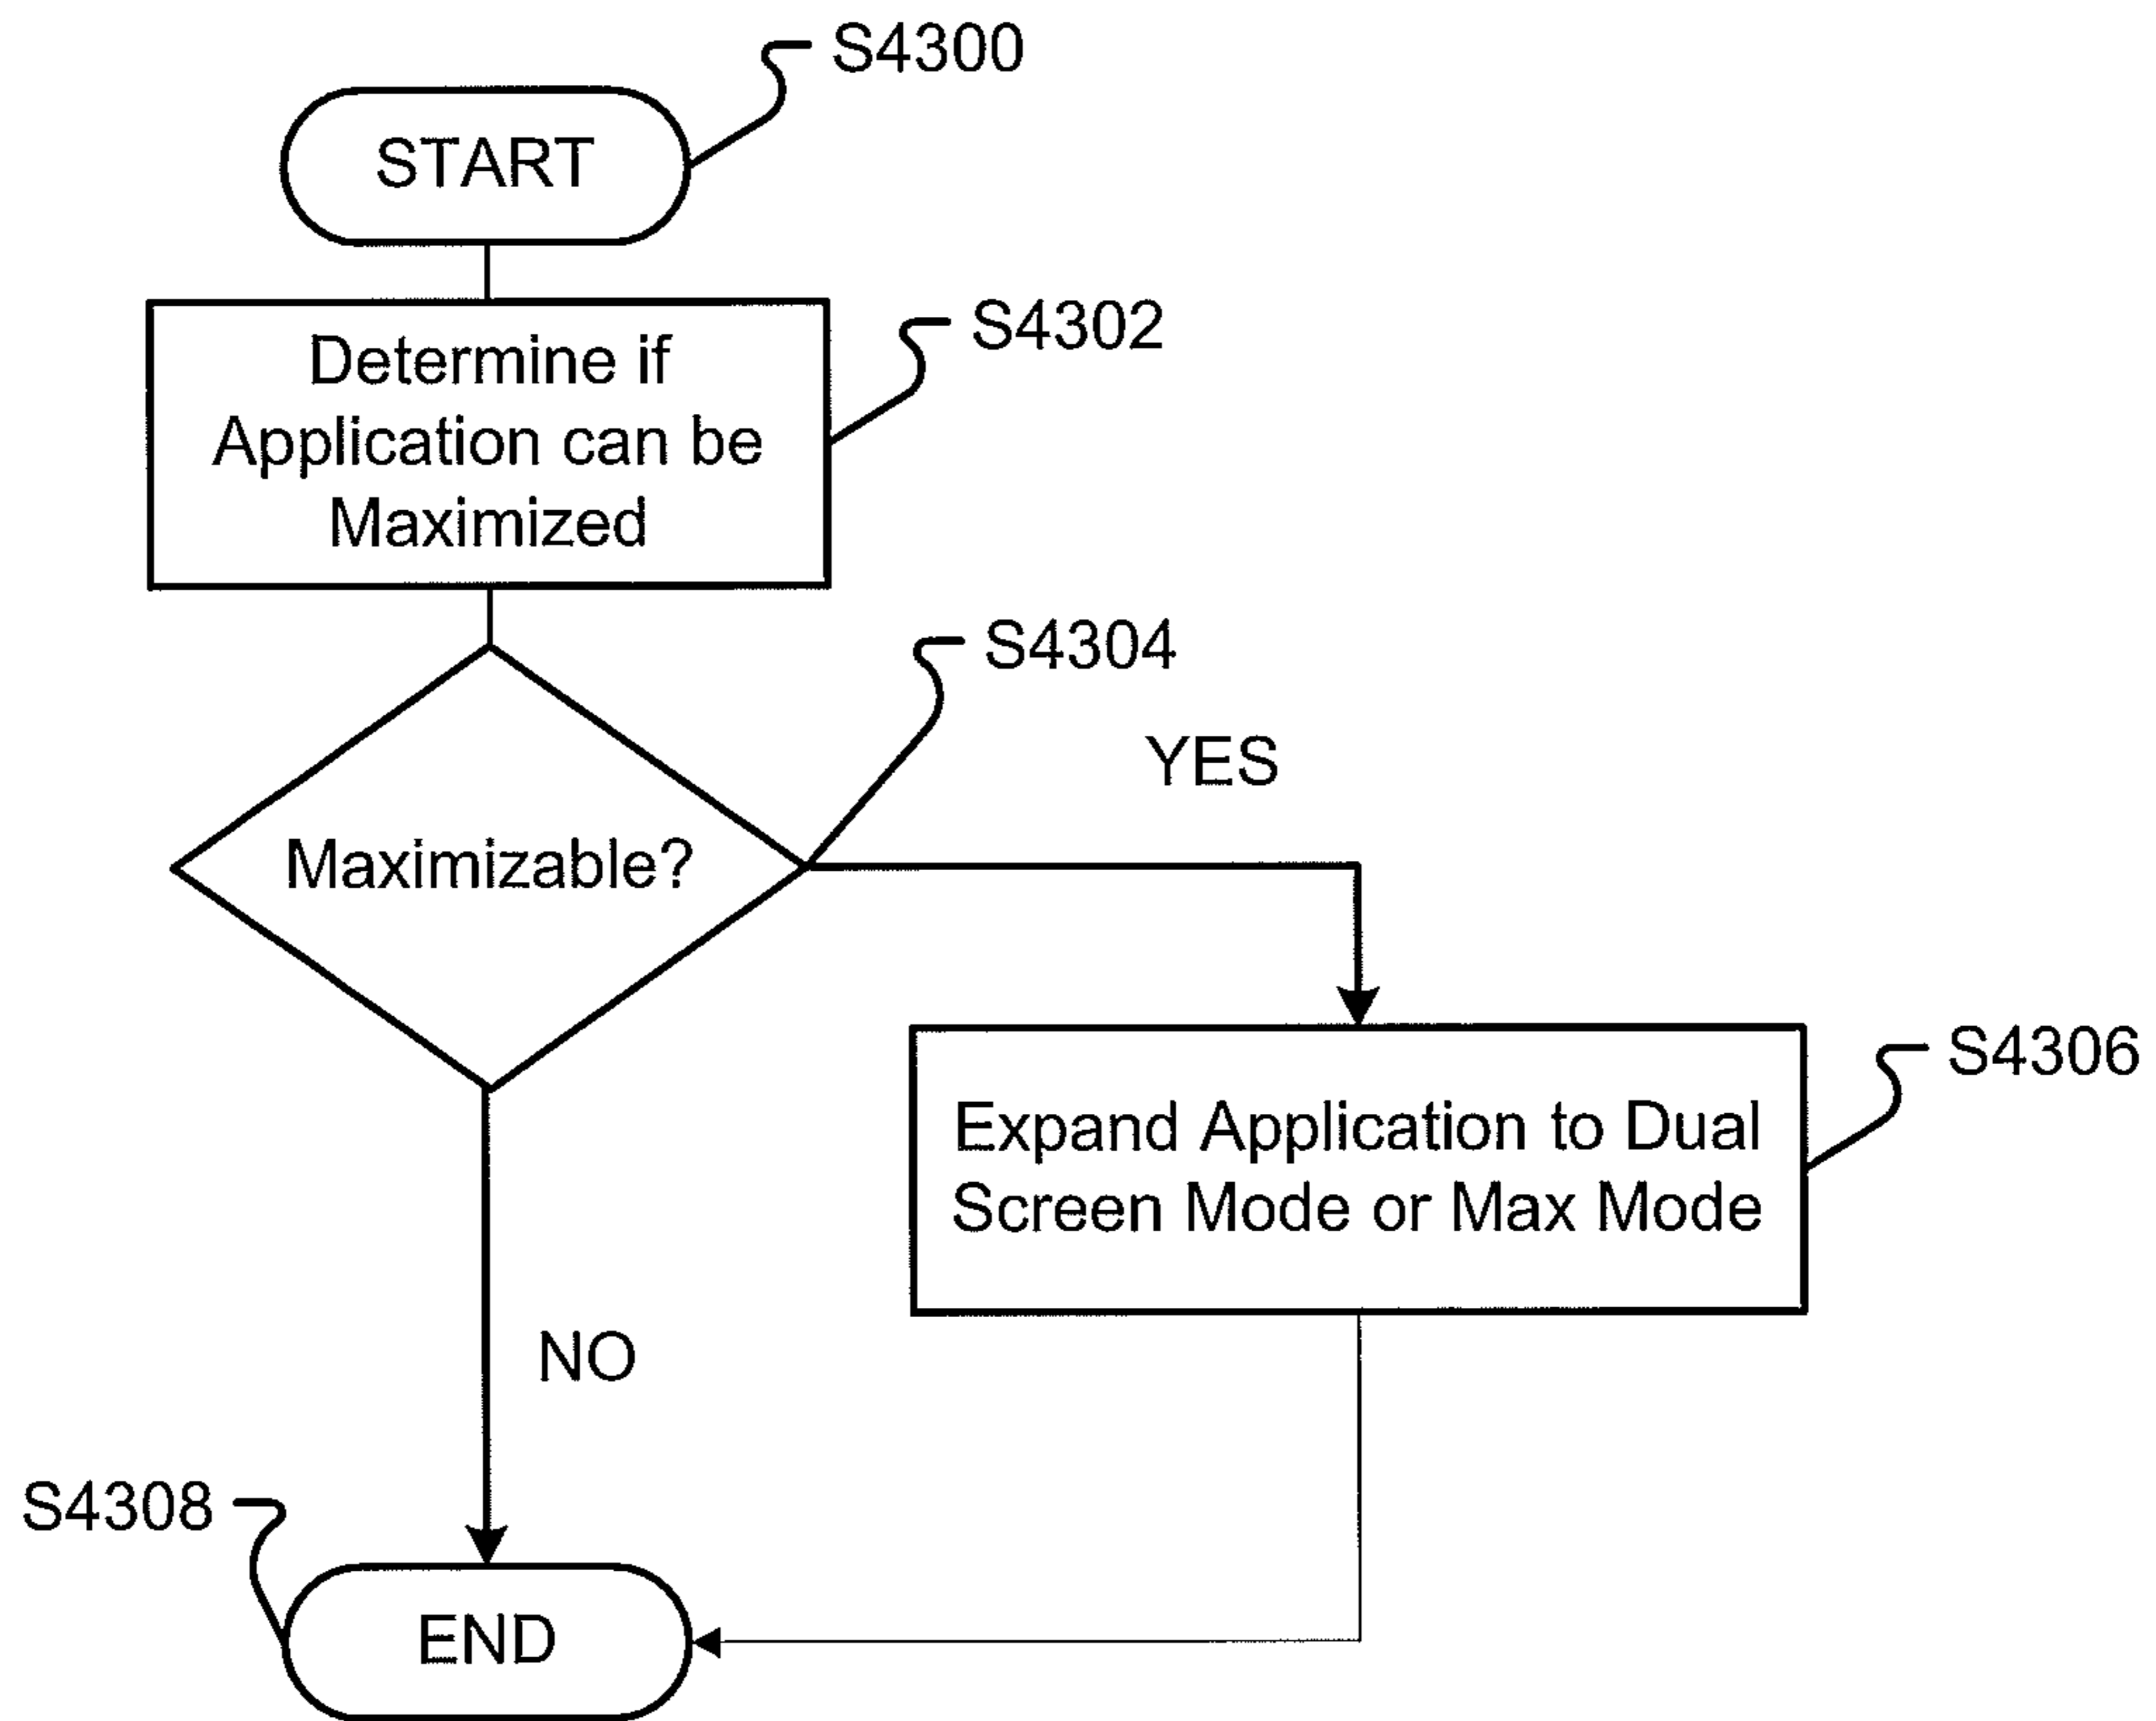 S4300
START
S4302
Determine if
Application can be
Maximized
S4304
YES
Maximizable?
S4306
Expand Application to Dual
Screen Mode or Max Mode
NO
S4308
END